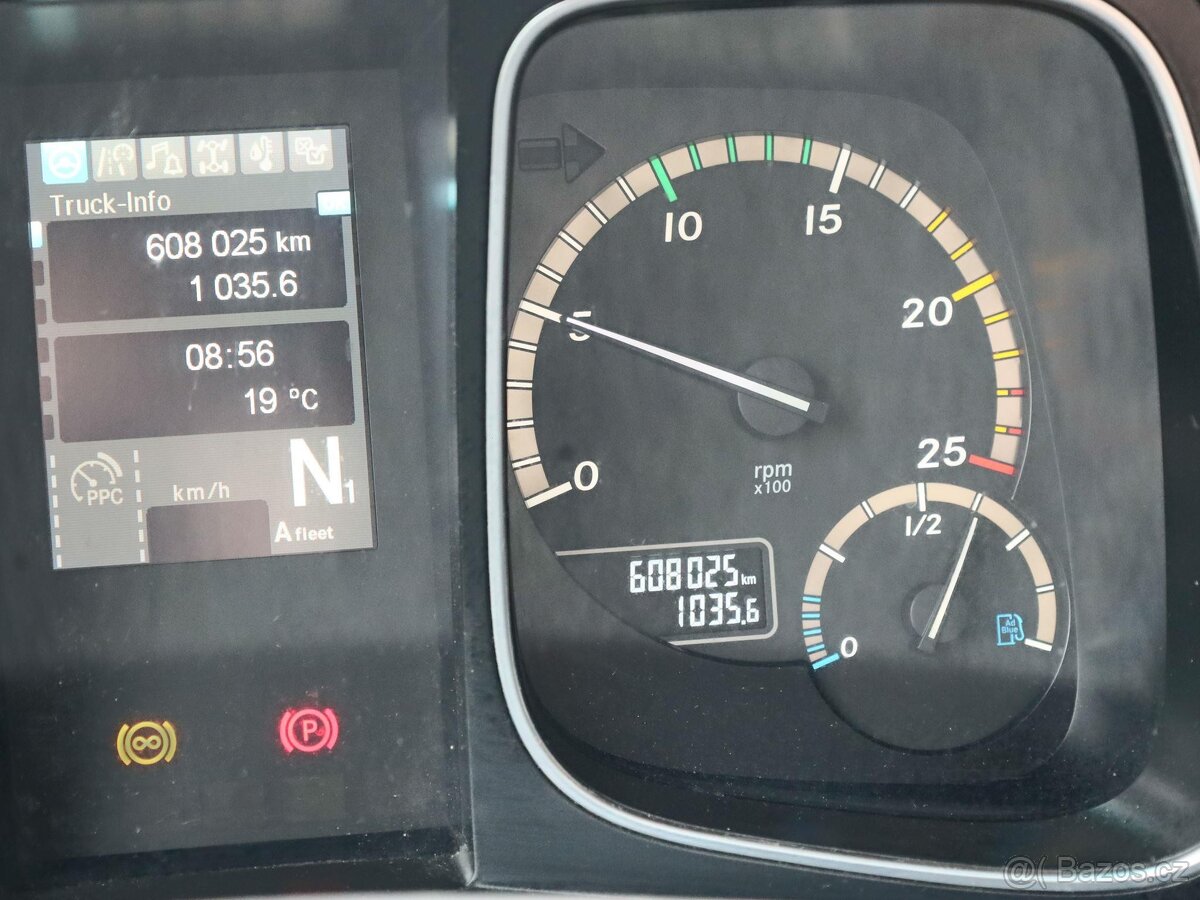 Truck-Info
608 025 km
1 035.6
08:56
19 °C
PPC
km/h
N1
A fleet
P
0
5
10
15
20
25
rpm
x100
608025 km
1035.6
0
1/2
Ad
Blue
@( Bazos.cz